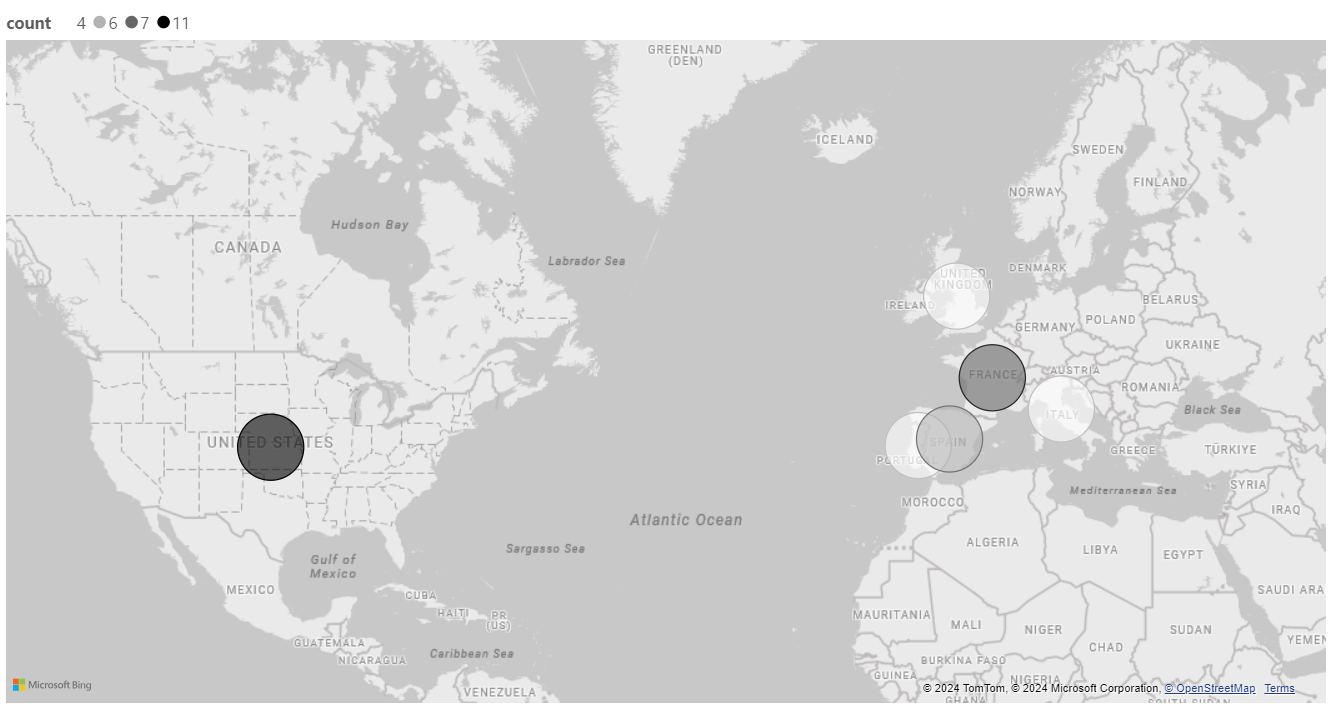 count 4 6 7 11
GREENLAND
(DEN)
ICELAND
SWEDEN
FINLAND
NORWAY
Hudson Bay
CANADA
Labrador Sea
DENMARK
UNITED
KINGDOM
IRELAND
BELARUS
POLAND
GERMANY
UKRAINE
AUSTRIA
FRANCE
ROMANIA
Black Sea
ITALY
UNITED STATES
SPAIN
PORTUGAL
GREECE
TÜRKIYE
SYRIA
Mediterranean Sea
MOROCCO
IRAQ
Atlantic Ocean
ALGERIA
LIBYA
EGYPT
Sargasso Sea
Gulf of
Mexico
MEXICO
CUBA
SAUDI ARA
HAITI
PR
(US)
MAURITANIA
MALI
NIGER
SUDAN
GUATEMALA
YEMEN
CHAD
Caribbean Sea
NICARAGUA
BURKINA FASO
GUINEA
NIGERIA
Microsoft Bing
VENEZUELA
© 2024 TomTom, © 2024 Microsoft Corporation, © OpenStreetMap Terms
GHANA
SOUTH SUDAN